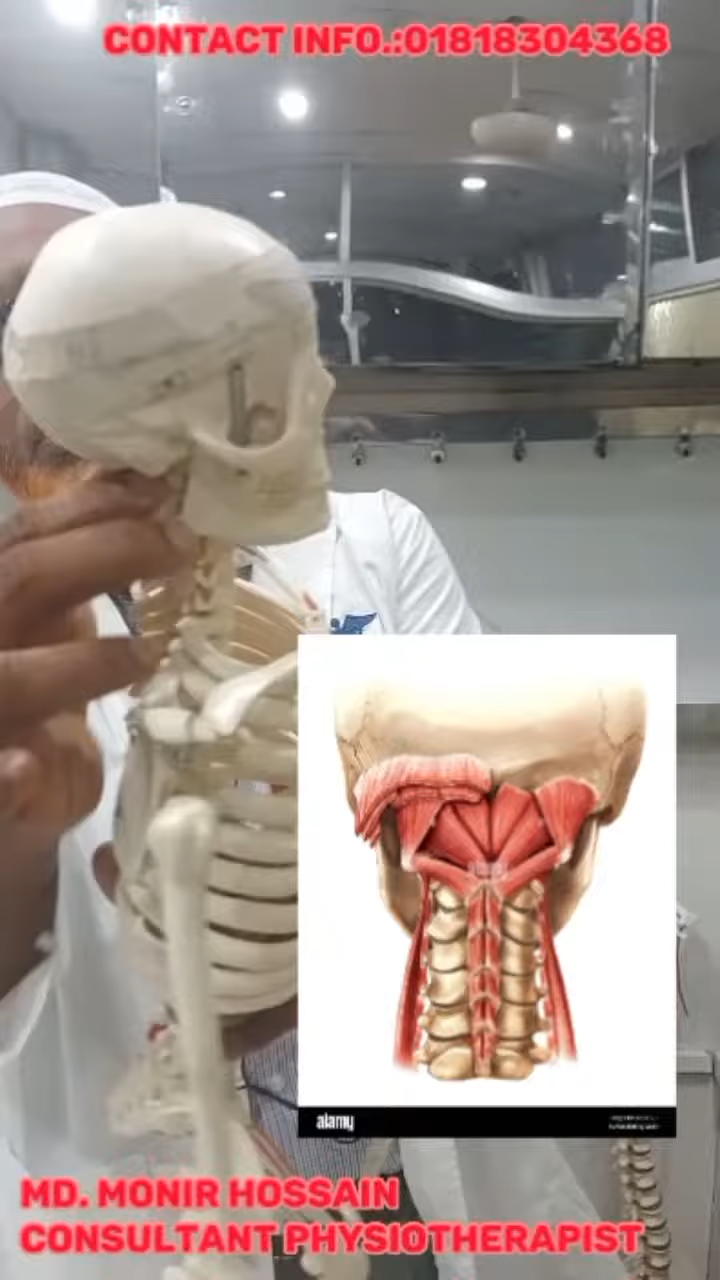 CONTACT INFO.:01818304368
alamy
MD. MONIR HOSSAIN
CONSULTANT PHYSIOTHERAPIST